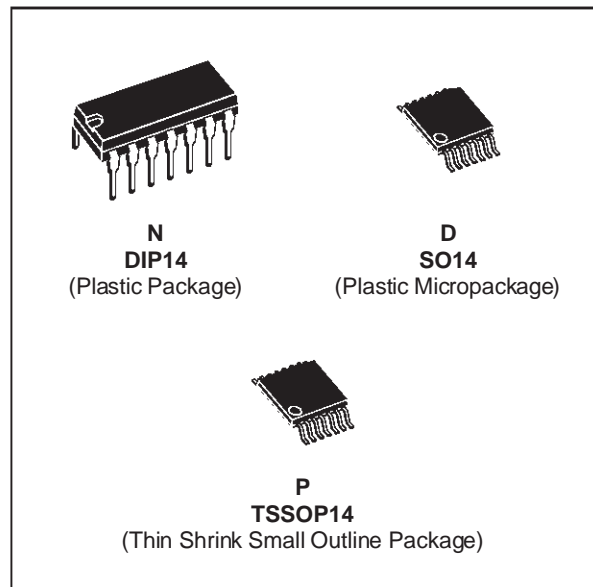 N
DIP14
(Plastic Package)
D
SO14
(Plastic Micropackage)
P
TSSOP14
(Thin Shrink Small Outline Package)